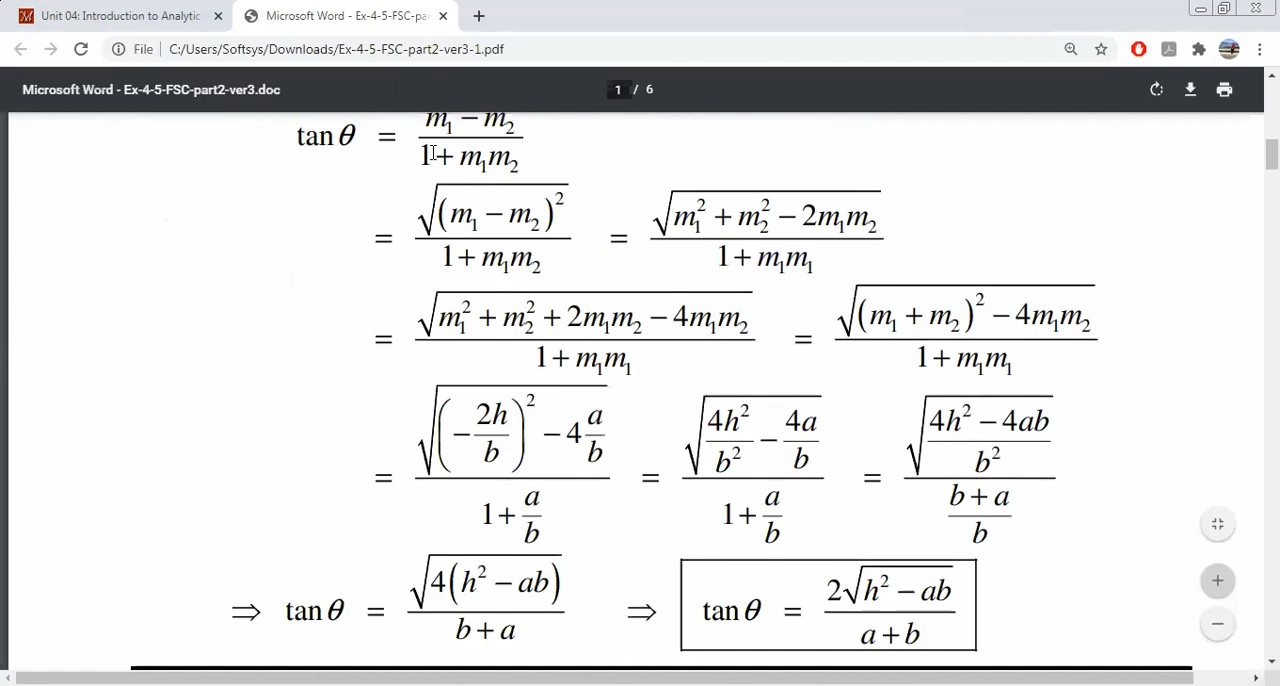 Unit 04: Introduction to Analytic
Microsoft Word - Ex-4-5-FSC-pa
File C:/Users/Softsys/Downloads/Ex-4-5-FSC-part2-ver3-1.pdf
Microsoft Word - Ex-4-5-FSC-part2-ver3.doc 1 / 6
tan θ = (m₁ − m₂)/(1 + m₁m₂)
= √((m₁ − m₂)²)/(1 + m₁m₂) = √(m₁² + m₂² − 2m₁m₂)/(1 + m₁m₁)
= √(m₁² + m₂² + 2m₁m₂ − 4m₁m₂)/(1 + m₁m₁) = √((m₁ + m₂)² − 4m₁m₂)/(1 + m₁m₁)
= √((−2h/b)² − 4 a/b)/(1 + a/b) = √(4h²/b² − 4a/b)/(1 + a/b) = √((4h² − 4ab)/b²)/((b + a)/b)
⇒ tan θ = √(4(h² − ab))/(b + a) ⇒ tan θ = 2√(h² − ab)/(a + b)